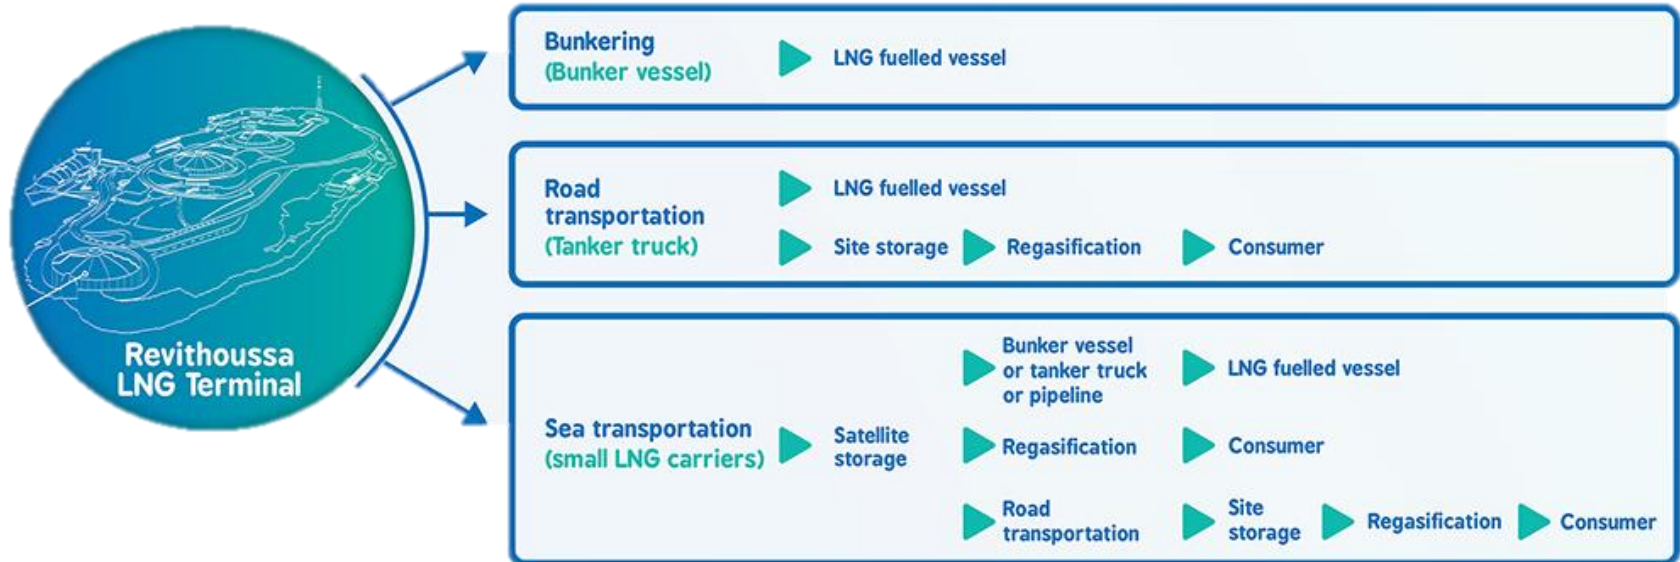 Revithoussa
LNG Terminal
Bunkering
(Bunker vessel)
LNG fuelled vessel
Road
transportation
(Tanker truck)
LNG fuelled vessel
Site storage
Regasification
Consumer
Sea transportation
(small LNG carriers)
Satellite
storage
Bunker vessel
or tanker truck
or pipeline
LNG fuelled vessel
Regasification
Consumer
Road
transportation
Site
storage
Regasification
Consumer